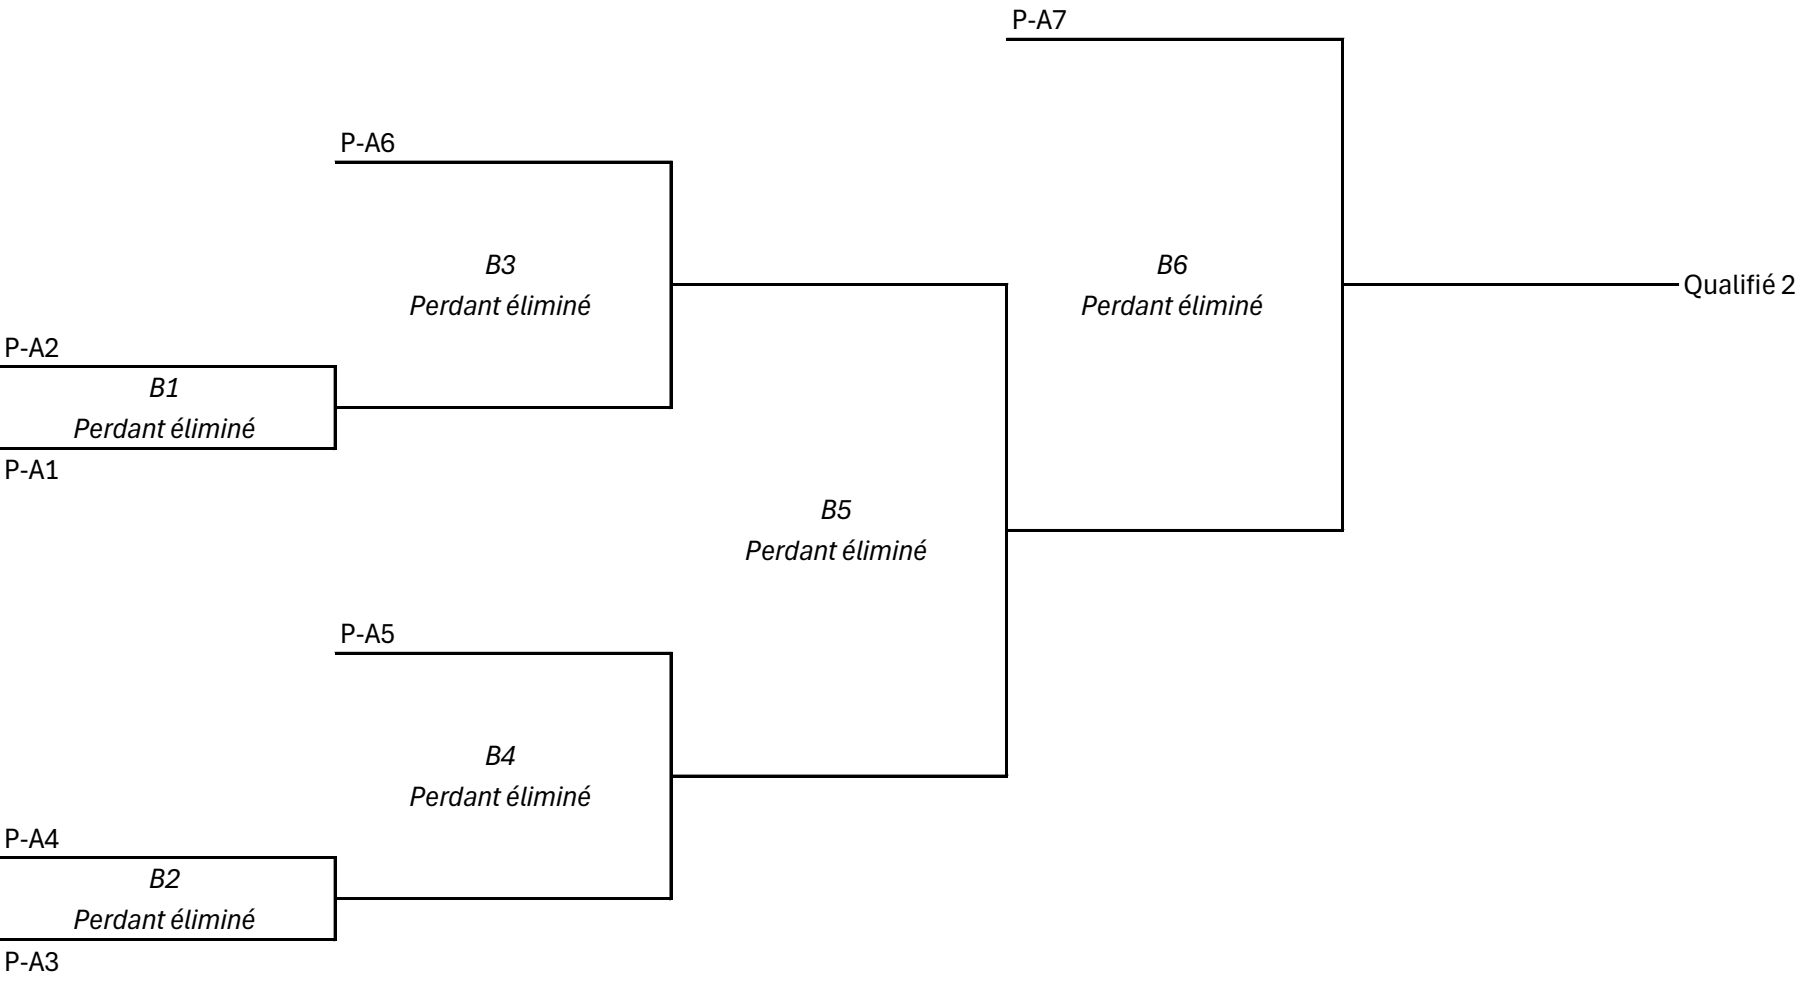 P-A7
P-A6
B3
Perdant éliminé
B6
Perdant éliminé
Qualifié 2
P-A2
B1
Perdant éliminé
P-A1
B5
Perdant éliminé
P-A5
B4
Perdant éliminé
P-A4
B2
Perdant éliminé
P-A3